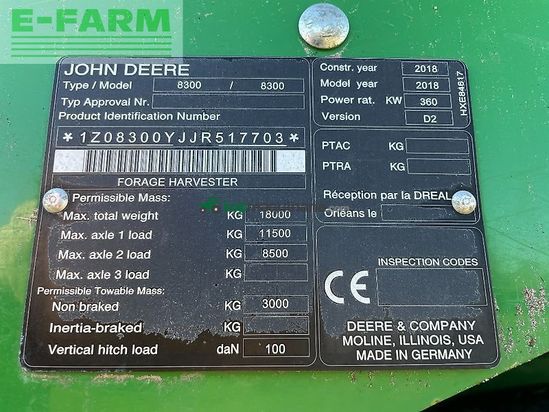 E-FARM
JOHN DEERE
Type / Model 8300 / 8300
Typ Approval Nr.
Product Identification Number
*1Z08300YJJR517703*
FORAGE HARVESTER
Permissible Mass:
Max. total weight KG 18000
Max. axle 1 load KG 11500
Max. axle 2 load KG 8500
Max. axle 3 load KG
Permissible Towable Mass:
Non braked KG 3000
Inertia-braked KG
Vertical hitch load daN 100
Constr. year 2018
Model year 2018
Power rat. KW 360
Version D2
HXE84617
PTAC KG
PTRA KG
Réception par la DREAL
Orléans le
CE
INSPECTION CODES
DEERE & COMPANY
MOLINE, ILLINOIS, USA
MADE IN GERMANY